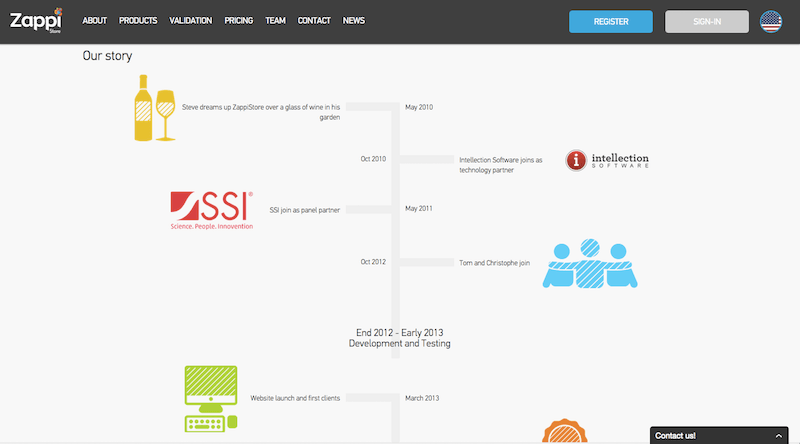 Zappi
Store
ABOUT PRODUCTS VALIDATION PRICING TEAM CONTACT NEWS
REGISTER
SIGN-IN
Our story
Steve dreams up ZappiStore over a glass of wine in his
garden
May 2010
Oct 2010
Intellection Software joins as
technology partner
i intellection
SOFTWARE
SSI®
Science. People. Innovention
SSI join as panel partner
May 2011
Oct 2012
Tom and Christophe join
End 2012 - Early 2013
Development and Testing
Website launch and first clients
March 2013
Contact us!